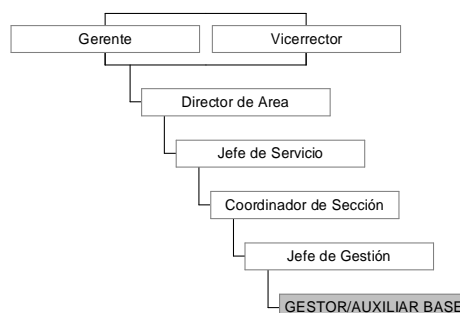 Gerente
Vicerrector
Director de Area
Jefe de Servicio
Coordinador de Sección
Jefe de Gestión
GESTOR/AUXILIAR BASE